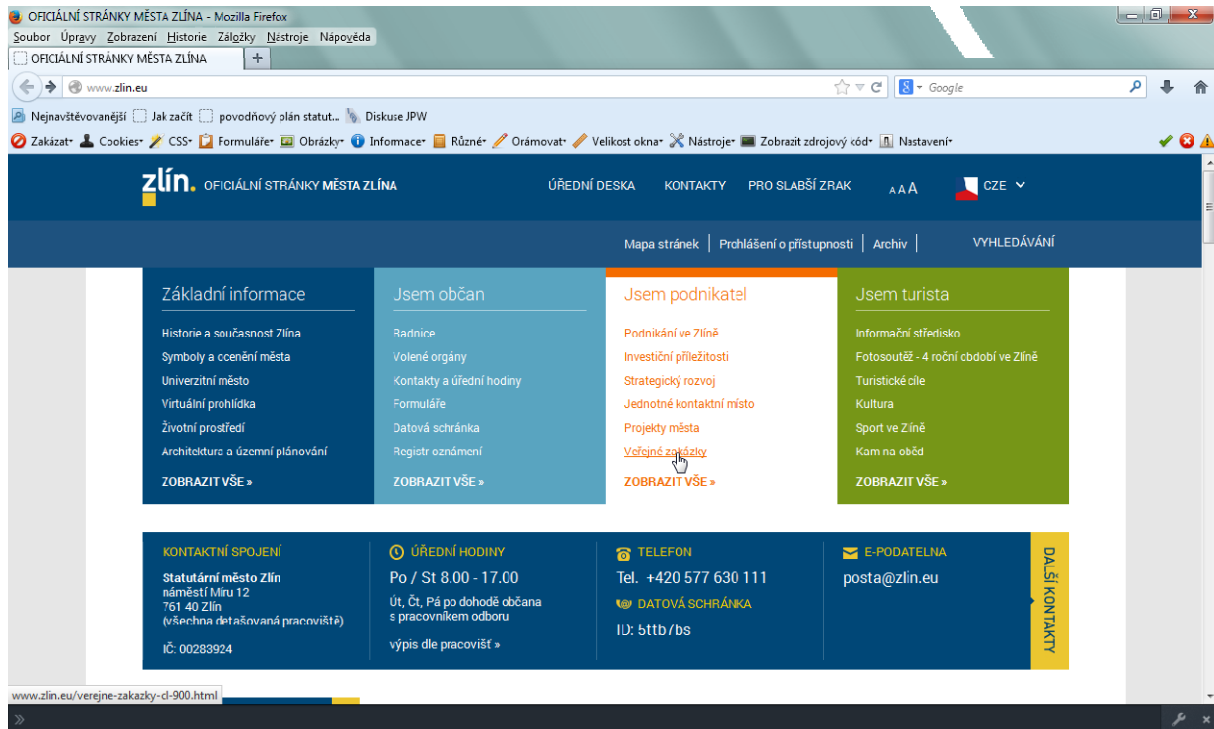 OFICIÁLNÍ STRÁNKY MĚSTA ZLÍNA - Mozilla Firefox
Soubor Úpravy Zobrazení Historie Záložky Nástroje Nápověda
OFICIÁLNÍ STRÁNKY MĚSTA ZLÍNA +
www.zlin.eu Google
Nejnavštěvovanější Jak začít povodňový plán statut... Diskuse JPW
Zakázat Cookies CSS Formuláře Obrázky Informace Různé Orámovat Velikost okna Nástroje Zobrazit zdrojový kód Nastavení
zlín. OFICIÁLNÍ STRÁNKY MĚSTA ZLÍNA ÚŘEDNÍ DESKA KONTAKTY PRO SLABŠÍ ZRAK A A A CZE
Mapa stránek | Prohlášení o přístupnosti | Archiv | VYHLEDÁVÁNÍ
Základní informace
Historie a současnost Zlína
Symboly a ocenění města
Univerzitní město
Virtuální prohlídka
Životní prostředí
Architektura a územní plánování
ZOBRAZIT VŠE »
Jsem občan
Radnice
Volené orgány
Kontakty a úřední hodiny
Formuláře
Datová schránka
Registr oznámení
ZOBRAZIT VŠE »
Jsem podnikatel
Podnikání ve Zlíně
Investiční příležitosti
Strategický rozvoj
Jednotné kontaktní místo
Projekty města
Veřejné zakázky
ZOBRAZIT VŠE »
Jsem turista
Informační středisko
Fotosoutěž - 4 roční období ve Zlíně
Turistické cíle
Kultura
Sport ve Zlíně
Kam na oběd
ZOBRAZIT VŠE »
KONTAKTNÍ SPOJENÍ
Statutární město Zlín
náměstí Míru 12
761 40 Zlín
(všechna detašovaná pracoviště)
IČ: 00283924
ÚŘEDNÍ HODINY
Po / St 8.00 - 17.00
Út, Čt, Pá po dohodě občana
s pracovníkem odboru
výpis dle pracovišť »
TELEFON
Tel. +420 577 630 111
DATOVÁ SCHRÁNKA
ID: 5ttb7bs
E-PODATELNA
posta@zlin.eu
DALŠÍ KONTAKTY
www.zlin.eu/verejne-zakazky-cl-900.html